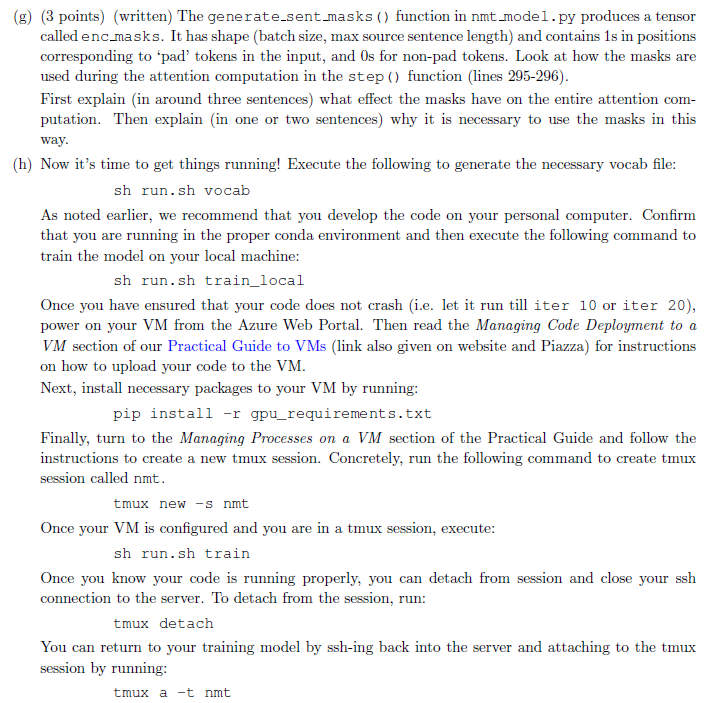 (g) (3 points) (written) The generate_sent_masks() function in nmt_model.py produces a tensor
called enc_masks. It has shape (batch size, max source sentence length) and contains 1s in positions
corresponding to ‘pad’ tokens in the input, and 0s for non-pad tokens. Look at how the masks are
used during the attention computation in the step() function (lines 295-296).
First explain (in around three sentences) what effect the masks have on the entire attention com-
putation. Then explain (in one or two sentences) why it is necessary to use the masks in this
way.
(h) Now it’s time to get things running! Execute the following to generate the necessary vocab file:
sh run.sh vocab
As noted earlier, we recommend that you develop the code on your personal computer. Confirm
that you are running in the proper conda environment and then execute the following command to
train the model on your local machine:
sh run.sh train_local
Once you have ensured that your code does not crash (i.e. let it run till iter 10 or iter 20),
power on your VM from the Azure Web Portal. Then read the Managing Code Deployment to a
VM section of our Practical Guide to VMs (link also given on website and Piazza) for instructions
on how to upload your code to the VM.
Next, install necessary packages to your VM by running:
pip install -r gpu_requirements.txt
Finally, turn to the Managing Processes on a VM section of the Practical Guide and follow the
instructions to create a new tmux session. Concretely, run the following command to create tmux
session called nmt.
tmux new -s nmt
Once your VM is configured and you are in a tmux session, execute:
sh run.sh train
Once you know your code is running properly, you can detach from session and close your ssh
connection to the server. To detach from the session, run:
tmux detach
You can return to your training model by ssh-ing back into the server and attaching to the tmux
session by running:
tmux a -t nmt